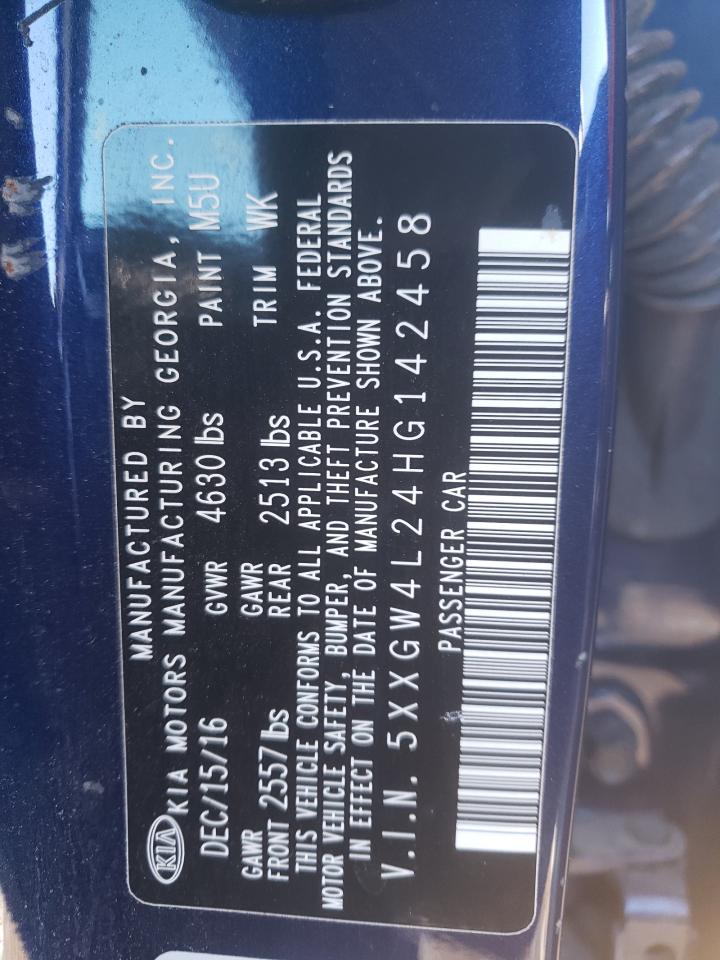 KIA
MANUFACTURED BY
KIA MOTORS MANUFACTURING GEORGIA, INC.
DEC/15/16 GVWR 4630 lbs PAINT M5U
GAWR FRONT 2557 lbs GAWR REAR 2513 lbs TRIM WK
THIS VEHICLE CONFORMS TO ALL APPLICABLE U.S.A. FEDERAL
MOTOR VEHICLE SAFETY, BUMPER, AND THEFT PREVENTION STANDARDS
IN EFFECT ON THE DATE OF MANUFACTURE SHOWN ABOVE.
V.I.N. 5XXGW4L24HG142458
PASSENGER CAR